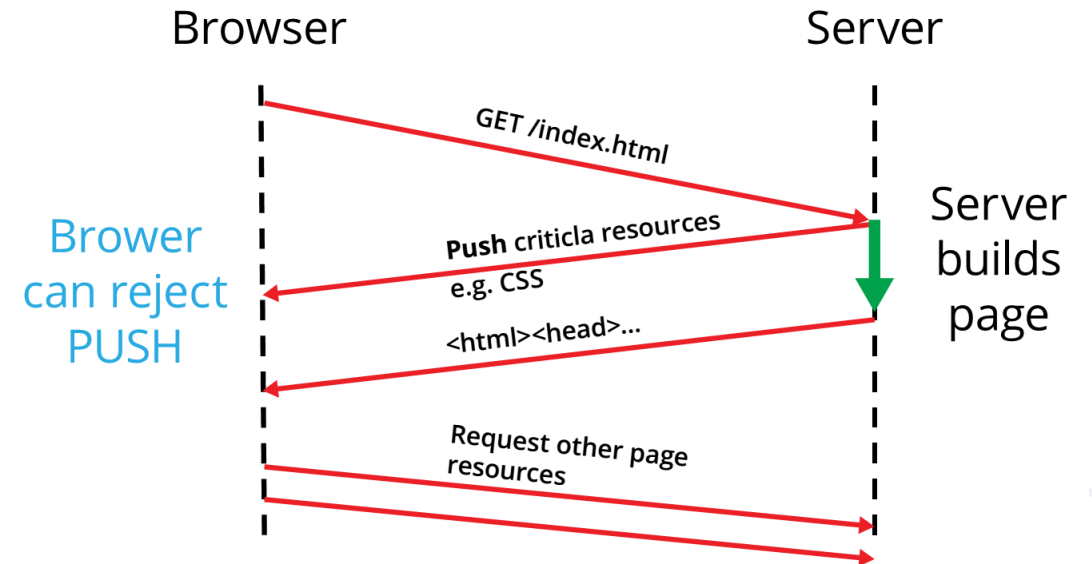 Browser
Server
GET /index.html
Push criticla resources
e.g. CSS
Brower
can reject
PUSH
Server
builds
page
<html><head>...
Request other page
resources